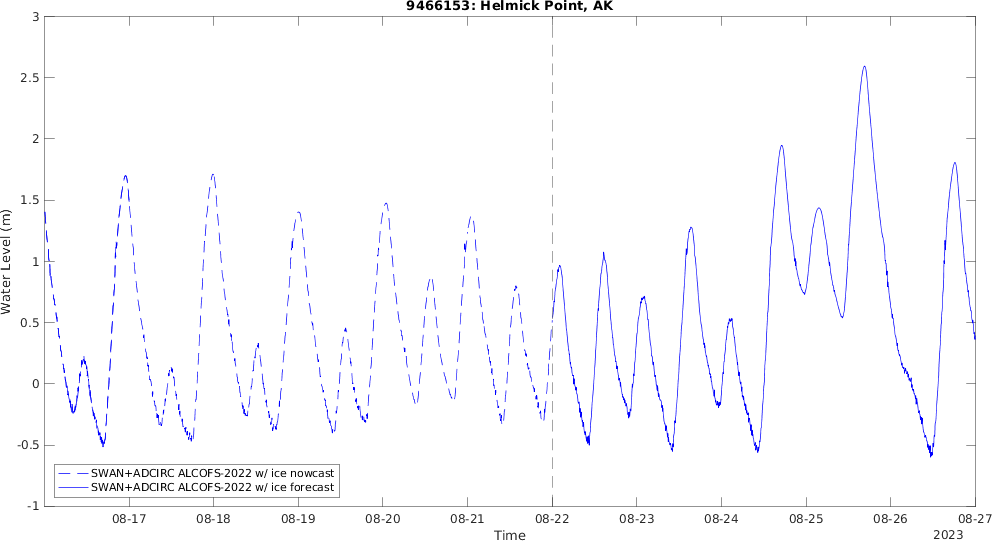 9466153: Helmick Point, AK
3
2.5
2
1.5
1
0.5
0
-0.5
-1
Water Level (m)
SWAN+ADCIRC ALCOFS-2022 w/ ice nowcast
SWAN+ADCIRC ALCOFS-2022 w/ ice forecast
08-17 08-18 08-19 08-20 08-21 08-22 08-23 08-24 08-25 08-26 08-27
Time
2023